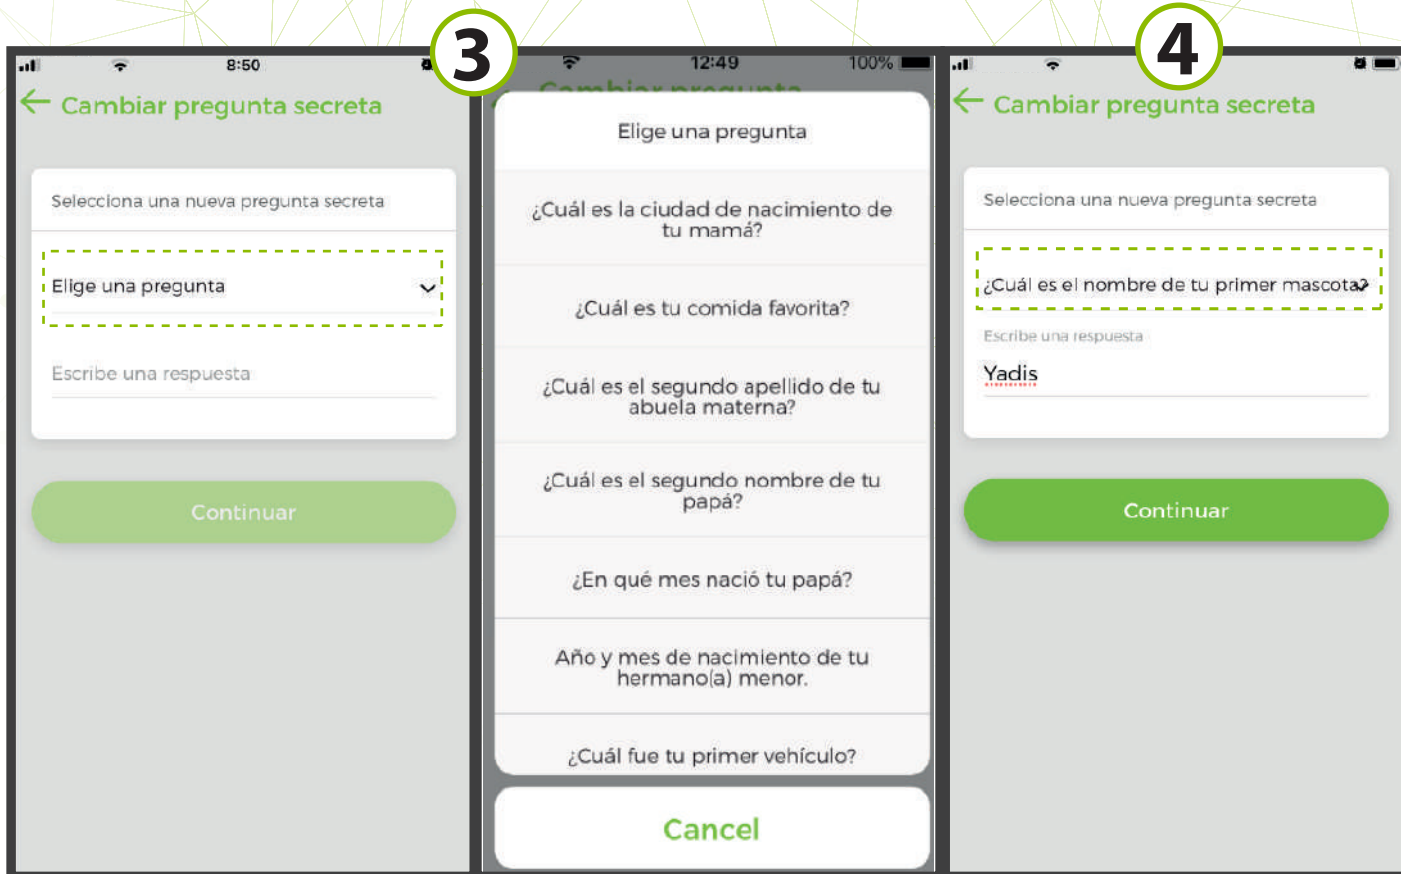 3
4
8:50
Cambiar pregunta secreta
Selecciona una nueva pregunta secreta
Elige una pregunta
Escribe una respuesta
Continuar
12:49
100%
Elige una pregunta
¿Cuál es la ciudad de nacimiento de
tu mamá?
¿Cuál es tu comida favorita?
¿Cuál es el segundo apellido de tu
abuela materna?
¿Cuál es el segundo nombre de tu
papá?
¿En qué mes nació tu papá?
Año y mes de nacimiento de tu
hermano(a) menor.
¿Cuál fue tu primer vehículo?
Cancel
Cambiar pregunta secreta
Selecciona una nueva pregunta secreta
¿Cuál es el nombre de tu primer mascota?
Escribe una respuesta
Yadis
Continuar